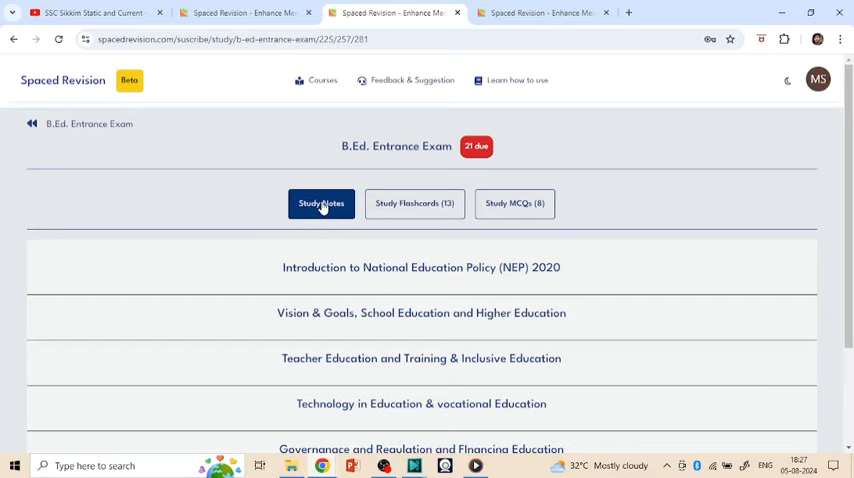 SSC Sikkim Static and Current -
Spaced Revision - Enhance Me
Spaced Revision - Enhance Me
Spaced Revision - Enhance Me
spacedrevision.com/suscribe/study/b-ed-entrance-exam/225/257/281
Spaced Revision
Beta
Courses
Feedback & Suggestion
Learn how to use
MS
B.Ed. Entrance Exam
B.Ed. Entrance Exam
21 due
Study Notes
Study Flashcards (13)
Study MCQs (8)
Introduction to National Education Policy (NEP) 2020
Vision & Goals, School Education and Higher Education
Teacher Education and Training & Inclusive Education
Technology in Education & vocational Education
Governanace and Regulation and FInancing Education
Type here to search
32°C Mostly cloudy
ENG
18:27
05-08-2024